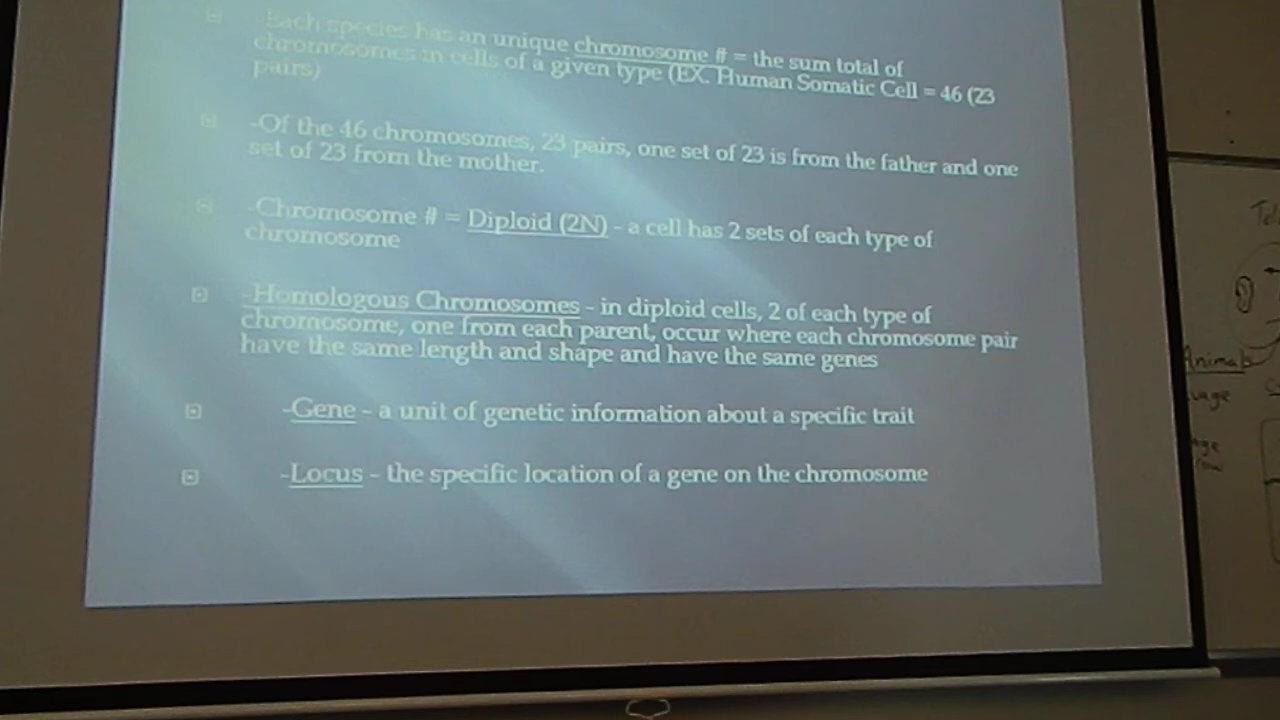 -Each species has an unique chromosome # = the sum total of
chromosomes in cells of a given type (EX. Human Somatic Cell = 46 (23
pairs)
-Of the 46 chromosomes, 23 pairs, one set of 23 is from the father and one
set of 23 from the mother.
-Chromosome # = Diploid (2N) - a cell has 2 sets of each type of
chromosome
-Homologous Chromosomes - in diploid cells, 2 of each type of
chromosome, one from each parent, occur where each chromosome pair
have the same length and shape and have the same genes
-Gene - a unit of genetic information about a specific trait
-Locus - the specific location of a gene on the chromosome
Animals